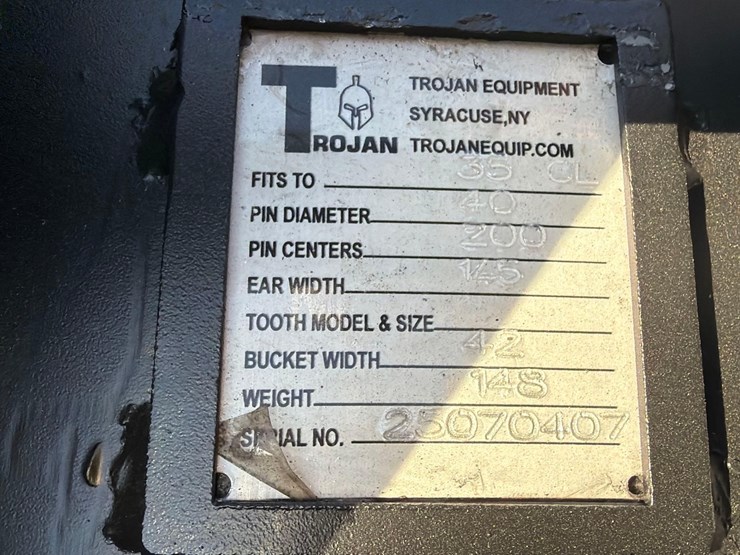 TROJAN
TROJAN EQUIPMENT
SYRACUSE,NY
TROJANEQUIP.COM
FITS TO 35 CL
PIN DIAMETER 40
PIN CENTERS 200
EAR WIDTH 145
TOOTH MODEL & SIZE
BUCKET WIDTH 42
WEIGHT 148
SERIAL NO. 25070407